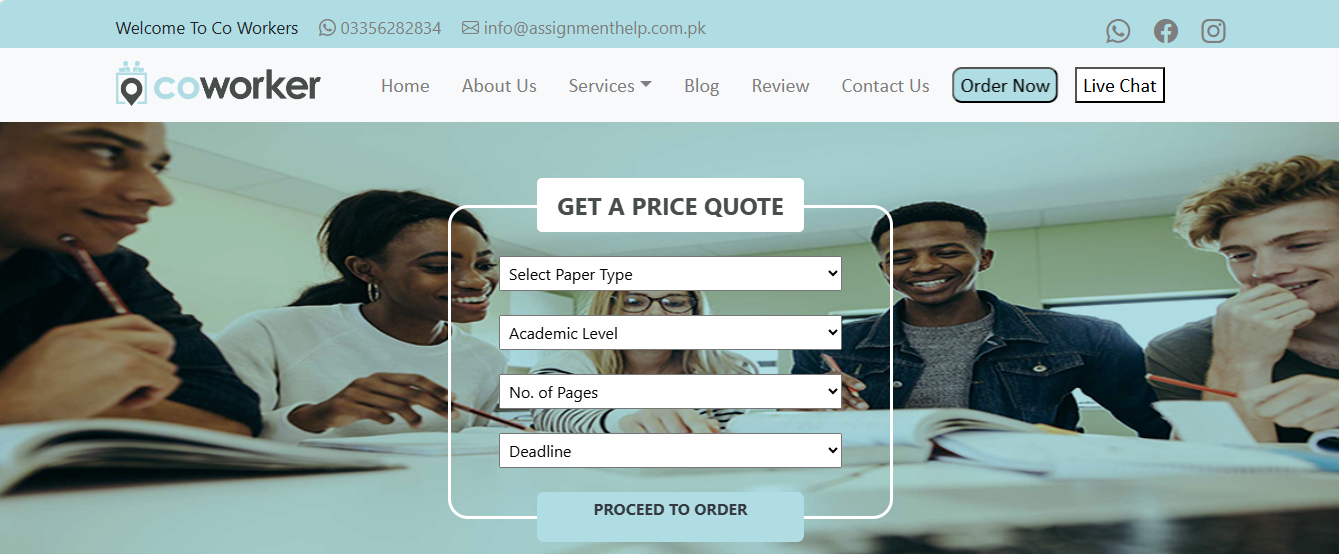 Welcome To Co Workers 03356282834 info@assignmenthelp.com.pk
coworker Home About Us Services Blog Review Contact Us Order Now Live Chat
GET A PRICE QUOTE
Select Paper Type
Academic Level
No. of Pages
Deadline
PROCEED TO ORDER